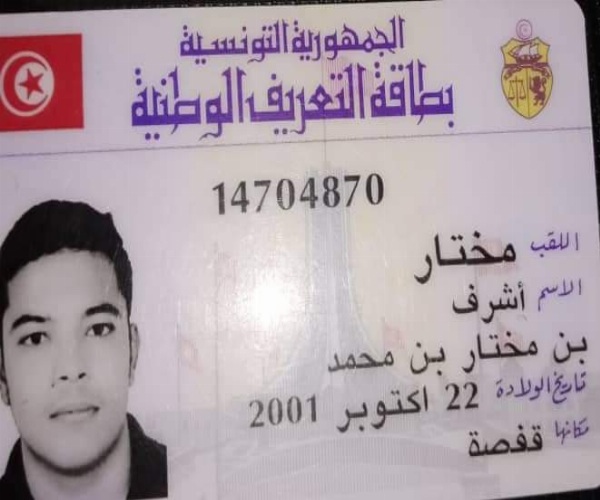 الجمهورية التونسية
بطاقة التعريف الوطنية
14704870
اللقب مختار
الاسم أشرف
بن مختار بن محمد
تاريخ الولادة 22 اكتوبر 2001
مكانها قفصة